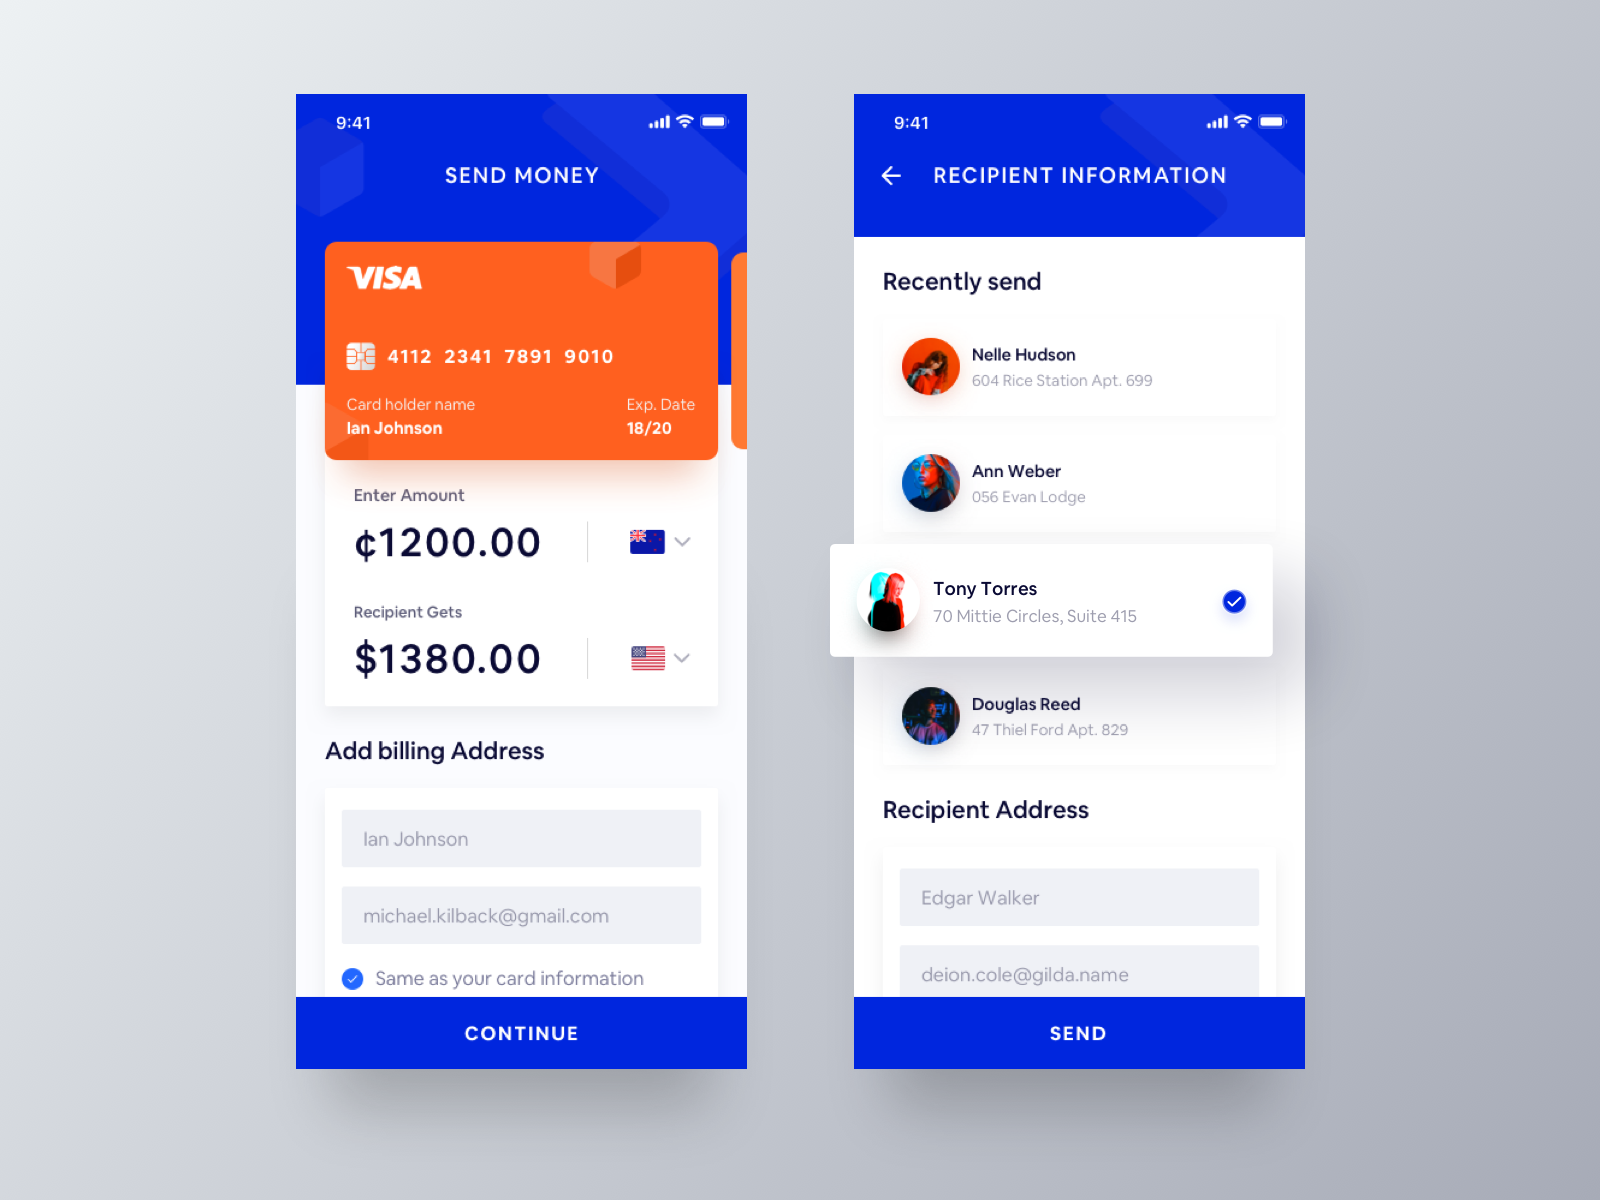 9:41
SEND MONEY
VISA
4112 2341 7891 9010
Card holder name
Exp. Date
Ian Johnson
18/20
Enter Amount
¢1200.00
Recipient Gets
$1380.00
Add billing Address
Ian Johnson
michael.kilback@gmail.com
Same as your card information
CONTINUE
9:41
RECIPIENT INFORMATION
Recently send
Nelle Hudson
604 Rice Station Apt. 699
Ann Weber
056 Evan Lodge
Tony Torres
70 Mittie Circles, Suite 415
Douglas Reed
47 Thiel Ford Apt. 829
Recipient Address
Edgar Walker
deion.cole@gilda.name
SEND